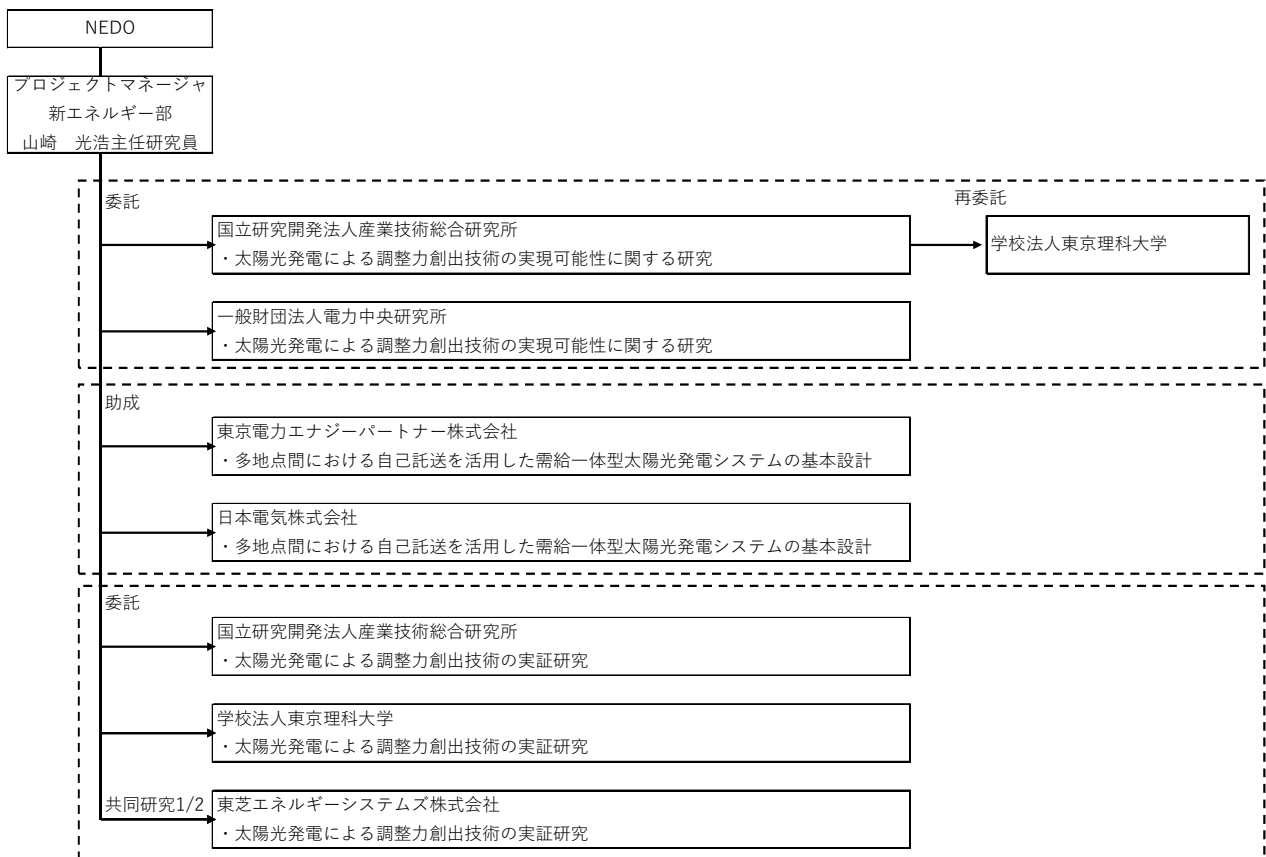 NEDO
プロジェクトマネージャ
新エネルギー部
山崎　光浩主任研究員
委託
再委託
国立研究開発法人産業技術総合研究所
・太陽光発電による調整力創出技術の実現可能性に関する研究
学校法人東京理科大学
一般財団法人電力中央研究所
・太陽光発電による調整力創出技術の実現可能性に関する研究
助成
東京電力エナジーパートナー株式会社
・多地点間における自己託送を活用した需給一体型太陽光発電システムの基本設計
日本電気株式会社
・多地点間における自己託送を活用した需給一体型太陽光発電システムの基本設計
委託
国立研究開発法人産業技術総合研究所
・太陽光発電による調整力創出技術の実証研究
学校法人東京理科大学
・太陽光発電による調整力創出技術の実証研究
共同研究1/2
東芝エネルギーシステムズ株式会社
・太陽光発電による調整力創出技術の実証研究